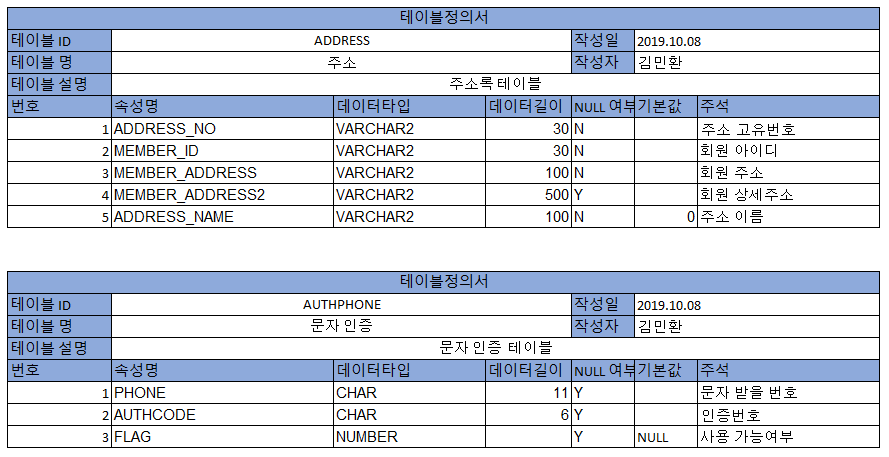 테이블정의서
테이블 ID ADDRESS 작성일 2019.10.08
테이블 명 주소 작성자 김민환
테이블 설명 주소록 테이블
번호 속성명 데이터타입 데이터길이 NULL 여부 기본값 주석
1 ADDRESS_NO VARCHAR2 30 N 주소 고유번호
2 MEMBER_ID VARCHAR2 30 N 회원 아이디
3 MEMBER_ADDRESS VARCHAR2 100 N 회원 주소
4 MEMBER_ADDRESS2 VARCHAR2 500 Y 회원 상세주소
5 ADDRESS_NAME VARCHAR2 100 N 0 주소 이름
테이블정의서
테이블 ID AUTHPHONE 작성일 2019.10.08
테이블 명 문자 인증 작성자 김민환
테이블 설명 문자 인증 테이블
번호 속성명 데이터타입 데이터길이 NULL 여부 기본값 주석
1 PHONE CHAR 11 Y 문자 받을 번호
2 AUTHCODE CHAR 6 Y 인증번호
3 FLAG NUMBER Y NULL 사용 가능여부